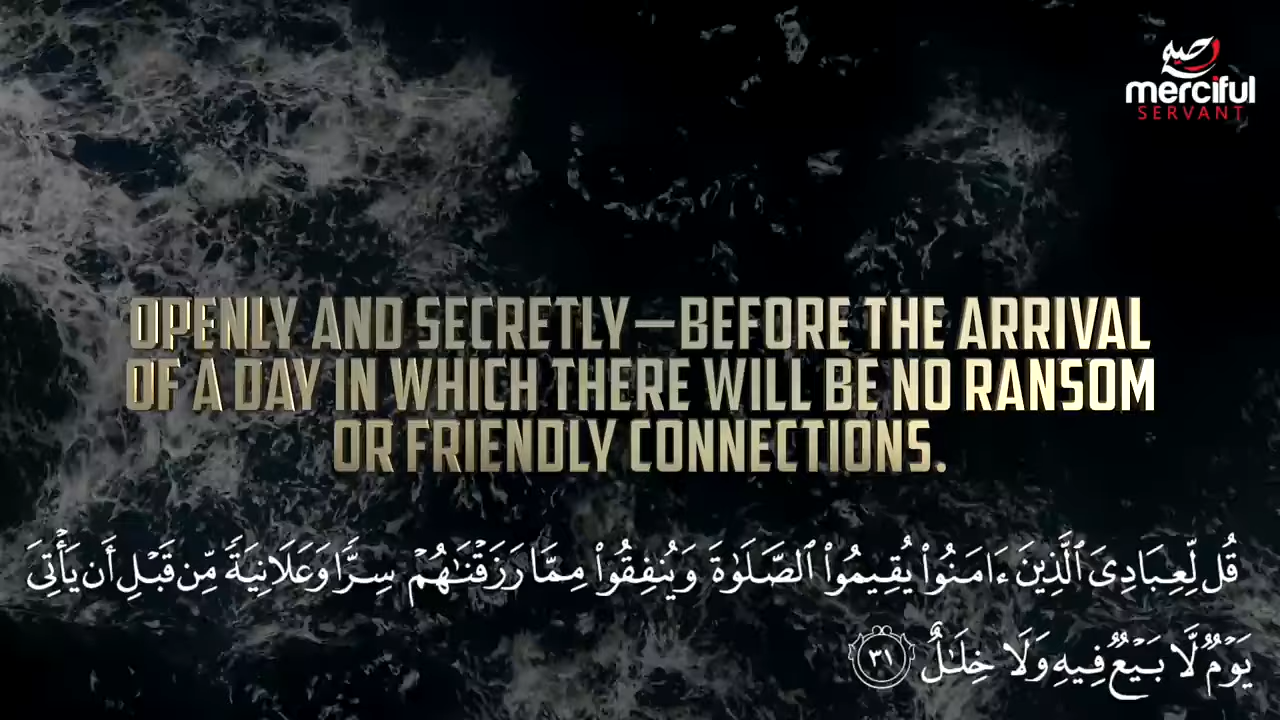 merciful
SERVANT
OPENLY AND SECRETLY—BEFORE THE ARRIVAL
OF A DAY IN WHICH THERE WILL BE NO RANSOM
OR FRIENDLY CONNECTIONS.
قُل لِّعِبَادِىَ ٱلَّذِينَ ءَامَنُوا۟ يُقِيمُوا۟ ٱلصَّلَوٰةَ وَيُنفِقُوا۟ مِمَّا رَزَقْنَـٰهُمْ سِرًّا وَعَلَانِيَةً مِّن قَبْلِ أَن يَأْتِىَ
يَوْمٌ لَّا بَيْعٌ فِيهِ وَلَا خِلَـٰلٌ ٣١